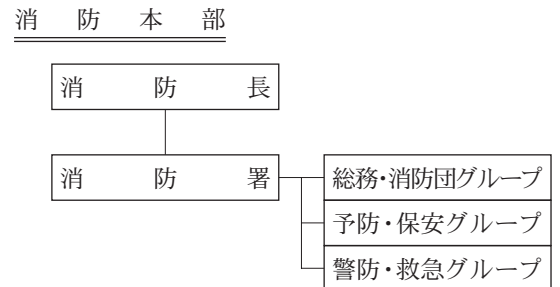 消防本部
消防長
消防署
総務・消防団グループ
予防・保安グループ
警防・救急グループ